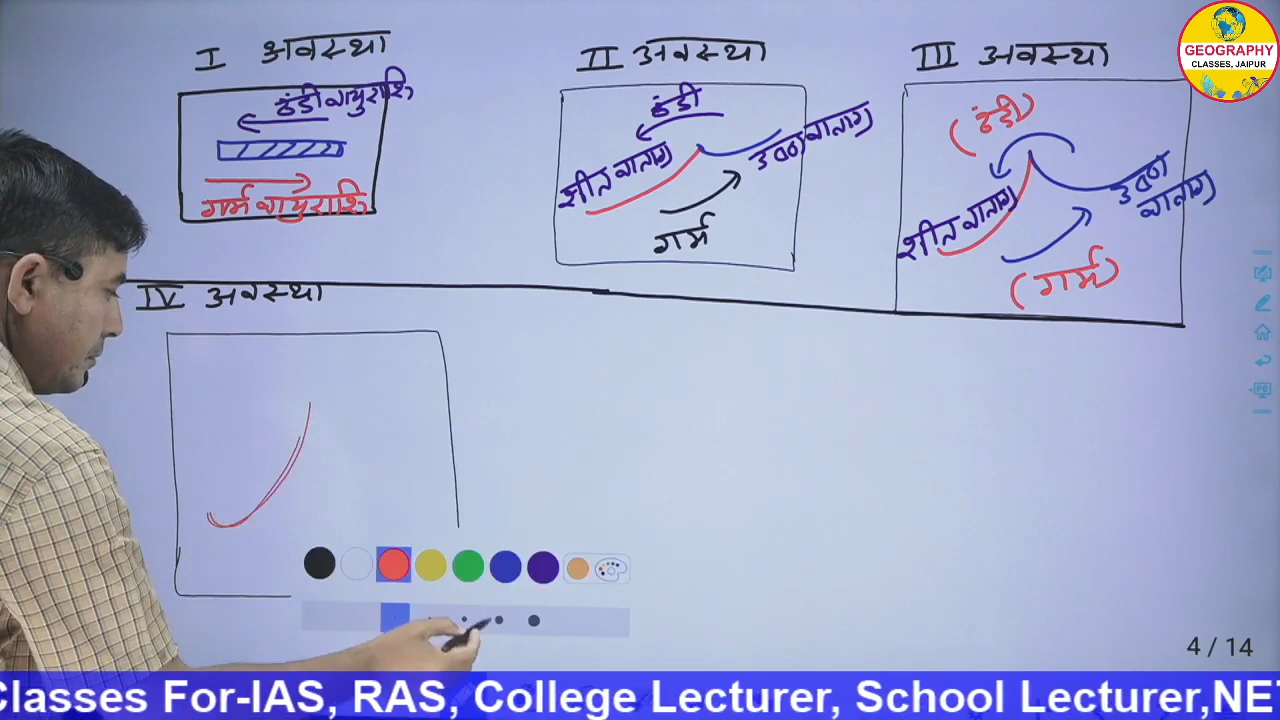 I अवस्था
ठंडी वायुराशि
गर्म वायुराशि
II अवस्था
ठंडी
शीत वाताग्र
उष्ण वाताग्र
गर्म
III अवस्था
(ठंडी)
शीत वाताग्र
उष्ण
वाताग्र
(गर्म)
GEOGRAPHY
CLASSES, JAIPUR
IV अवस्था
4 / 14
Classes For-IAS, RAS, College Lecturer, School Lecturer,NET